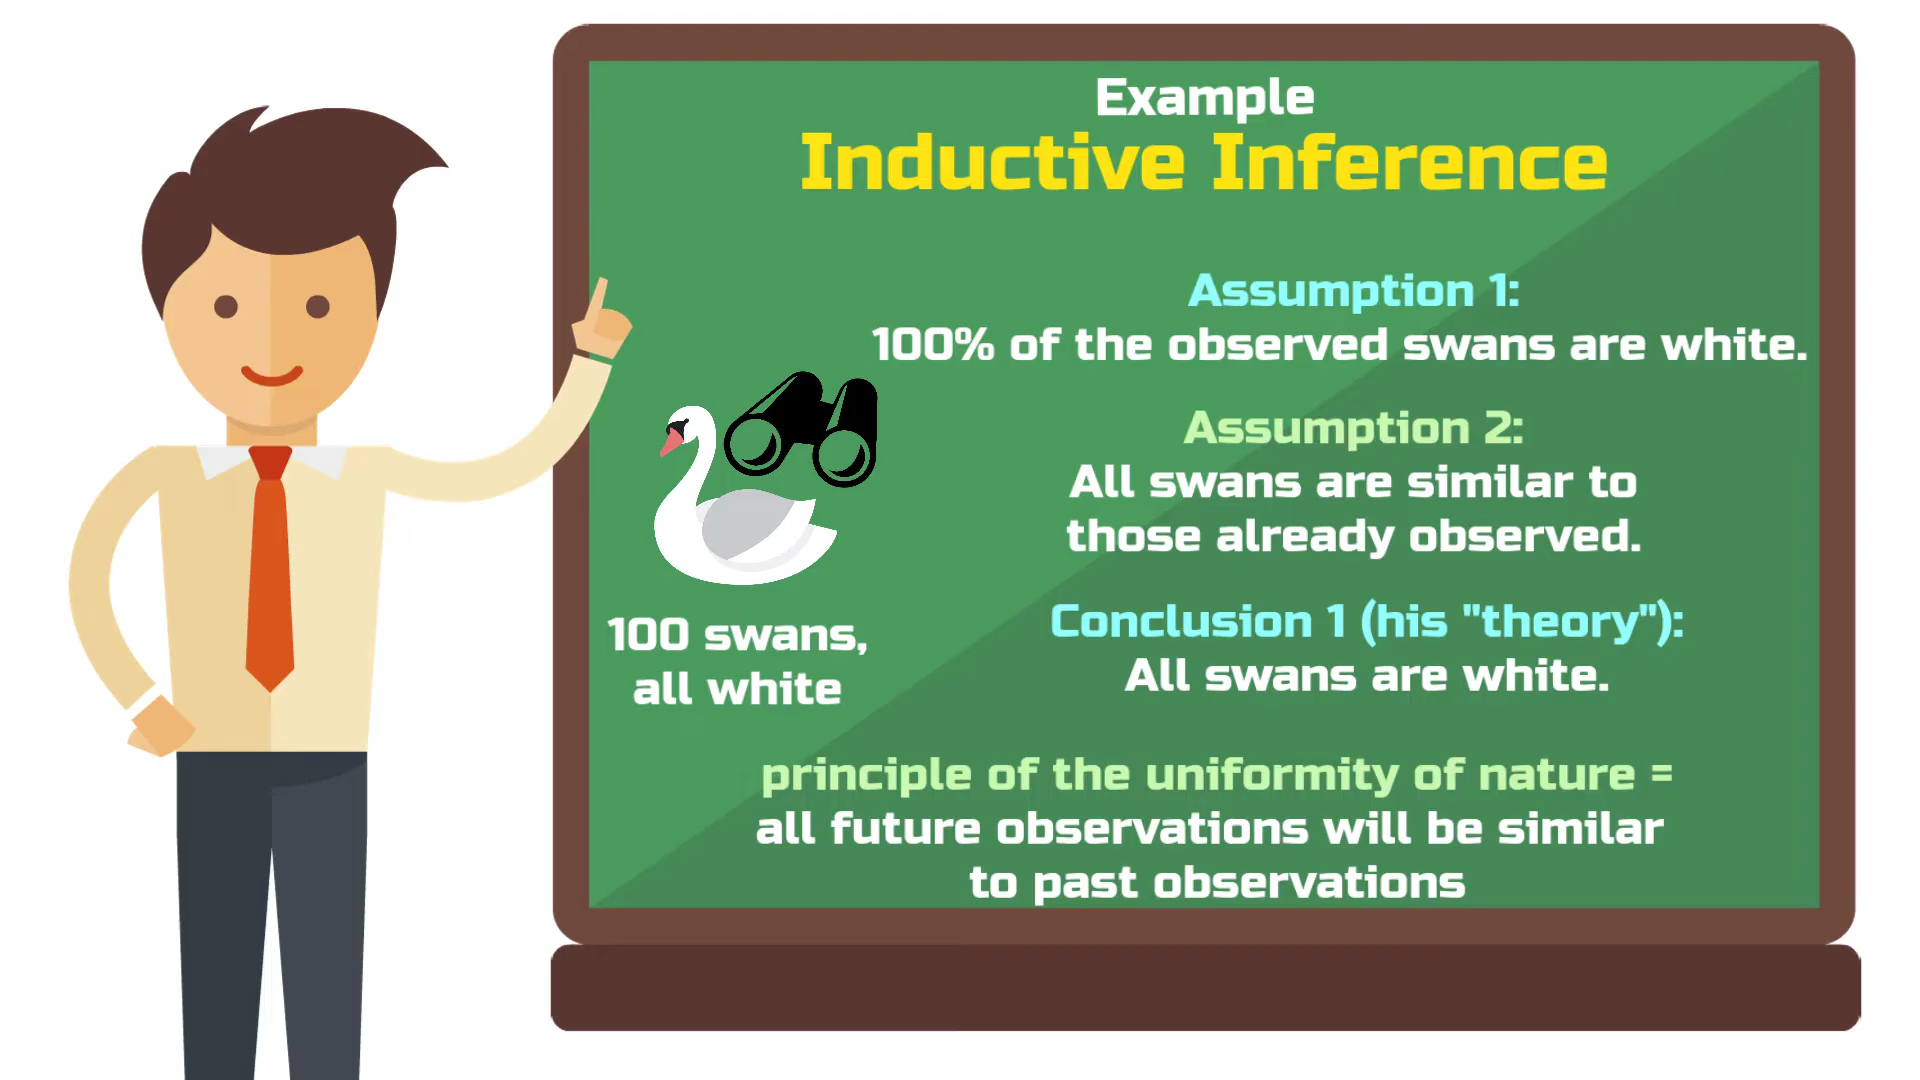 Example
Inductive Inference
Assumption 1:
100% of the observed swans are white.
Assumption 2:
All swans are similar to
those already observed.
100 swans,
all white
Conclusion 1 (his "theory"):
All swans are white.
principle of the uniformity of nature =
all future observations will be similar
to past observations